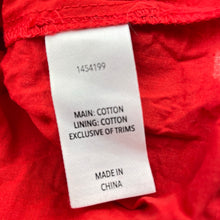 1454199
MAIN: COTTON
LINING: COTTON
EXCLUSIVE OF TRIMS
MADE IN
CHINA